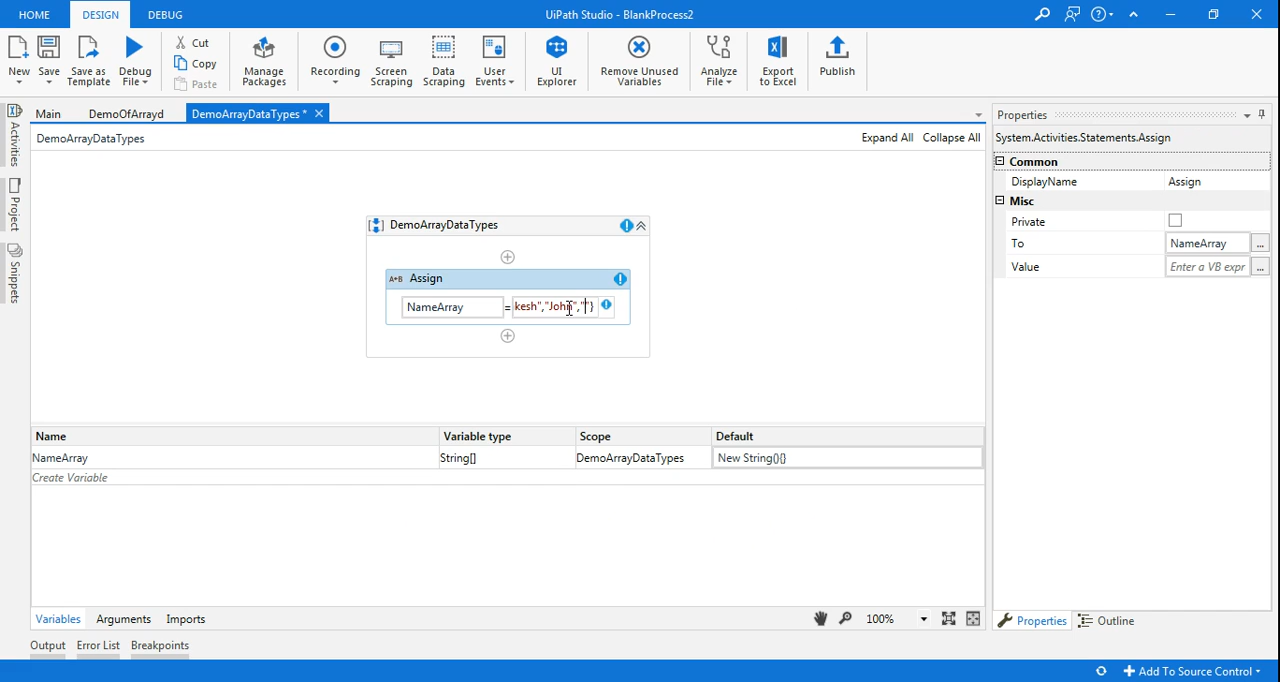 HOME DESIGN DEBUG UiPath Studio - BlankProcess2
New Save Save as Template Debug File Cut Copy Paste Manage Packages Recording Screen Scraping Data Scraping User Events UI Explorer Remove Unused Variables Analyze File Export to Excel Publish
Main DemoOfArrayd DemoArrayDataTypes * Properties
DemoArrayDataTypes Expand All Collapse All System.Activities.Statements.Assign
Activities
Project
Snippets
Common
DisplayName Assign
Misc
Private
To NameArray ...
Value Enter a VB expr ...
DemoArrayDataTypes
A+B Assign
NameArray = kesh","John",""}
Name Variable type Scope Default
NameArray String[] DemoArrayDataTypes New String(){}
Create Variable
Variables Arguments Imports 100% Properties Outline
Output Error List Breakpoints
Add To Source Control